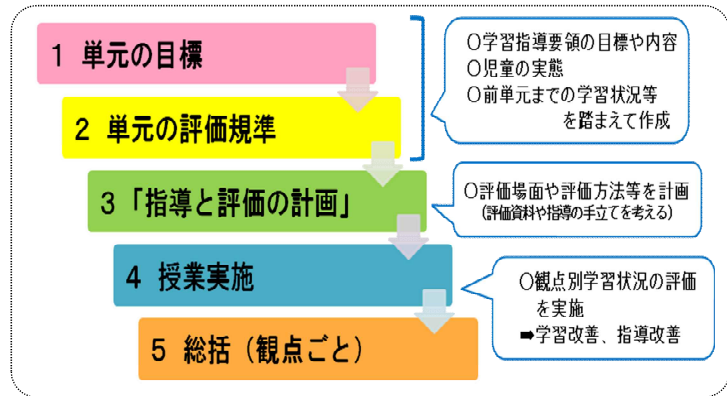 1 単元の目標
2 単元の評価規準
3「指導と評価の計画」
4 授業実施
5 総括（観点ごと）
○学習指導要領の目標や内容
○児童の実態
○前単元までの学習状況等
を踏まえて作成
○評価場面や評価方法等を計画
（評価資料や指導の手立てを考える）
○観点別学習状況の評価
を実施
➡学習改善、指導改善